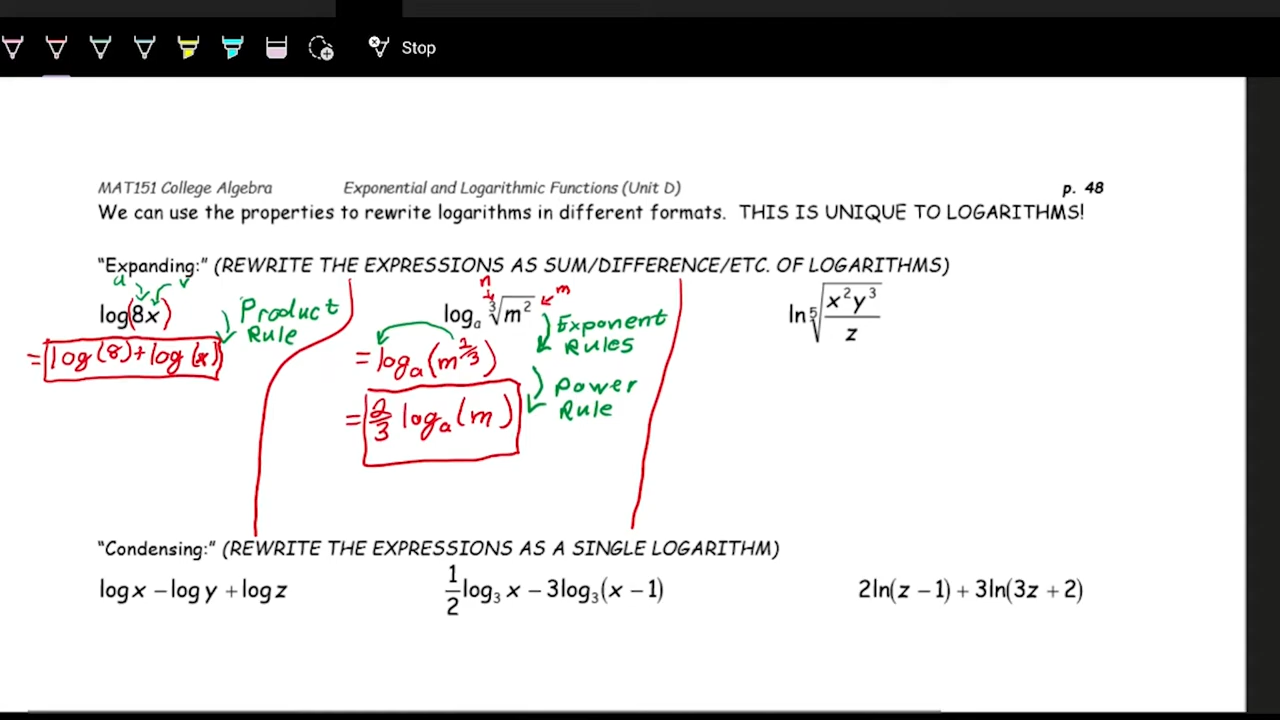 Stop
MAT151 College Algebra Exponential and Logarithmic Functions (Unit D) p. 48
We can use the properties to rewrite logarithms in different formats. THIS IS UNIQUE TO LOGARITHMS!
"Expanding:" (REWRITE THE EXPRESSIONS AS SUM/DIFFERENCE/ETC. OF LOGARITHMS)
u v
log(8x)
Product
Rule
= log(8)+log(x)
n m
logₐ ∛m²
Exponent
Rules
= logₐ(m^(2/3))
Power
Rule
= 2/3 logₐ(m)
ln ⁵√(x²y³/z)
"Condensing:" (REWRITE THE EXPRESSIONS AS A SINGLE LOGARITHM)
log x − log y + log z
1/2 log₃ x − 3log₃(x − 1)
2ln(z − 1) + 3ln(3z + 2)